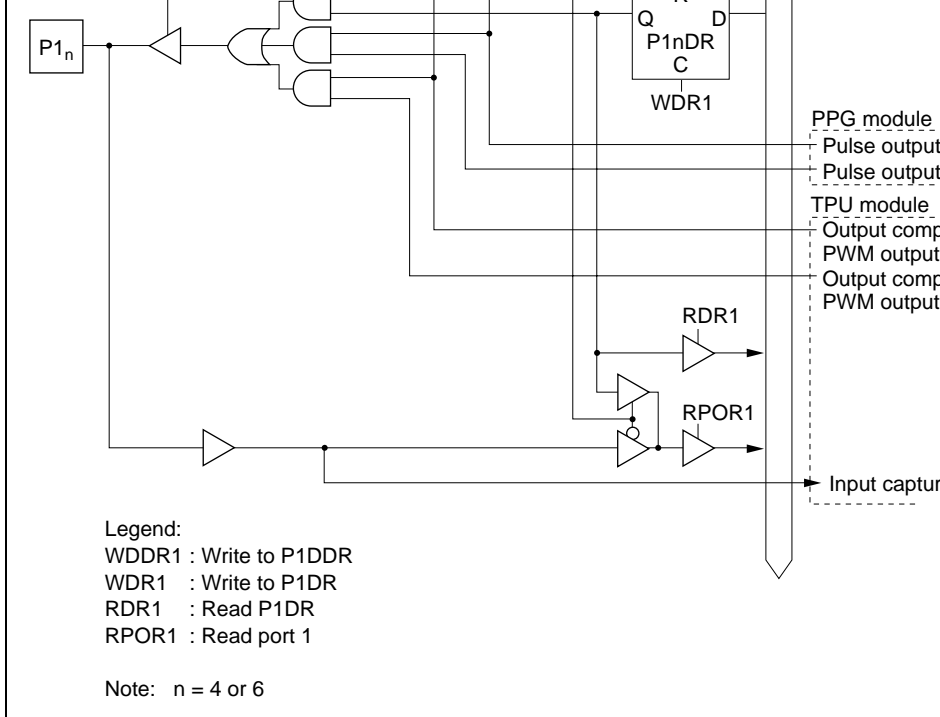 Q D
P1n
P1nDR
C
WDR1
PPG module
Pulse output
Pulse output
TPU module
Output comp
PWM output
Output comp
PWM output
RDR1
RPOR1
Input captur
Legend:
WDDR1 : Write to P1DDR
WDR1 : Write to P1DR
RDR1 : Read P1DR
RPOR1 : Read port 1
Note: n = 4 or 6